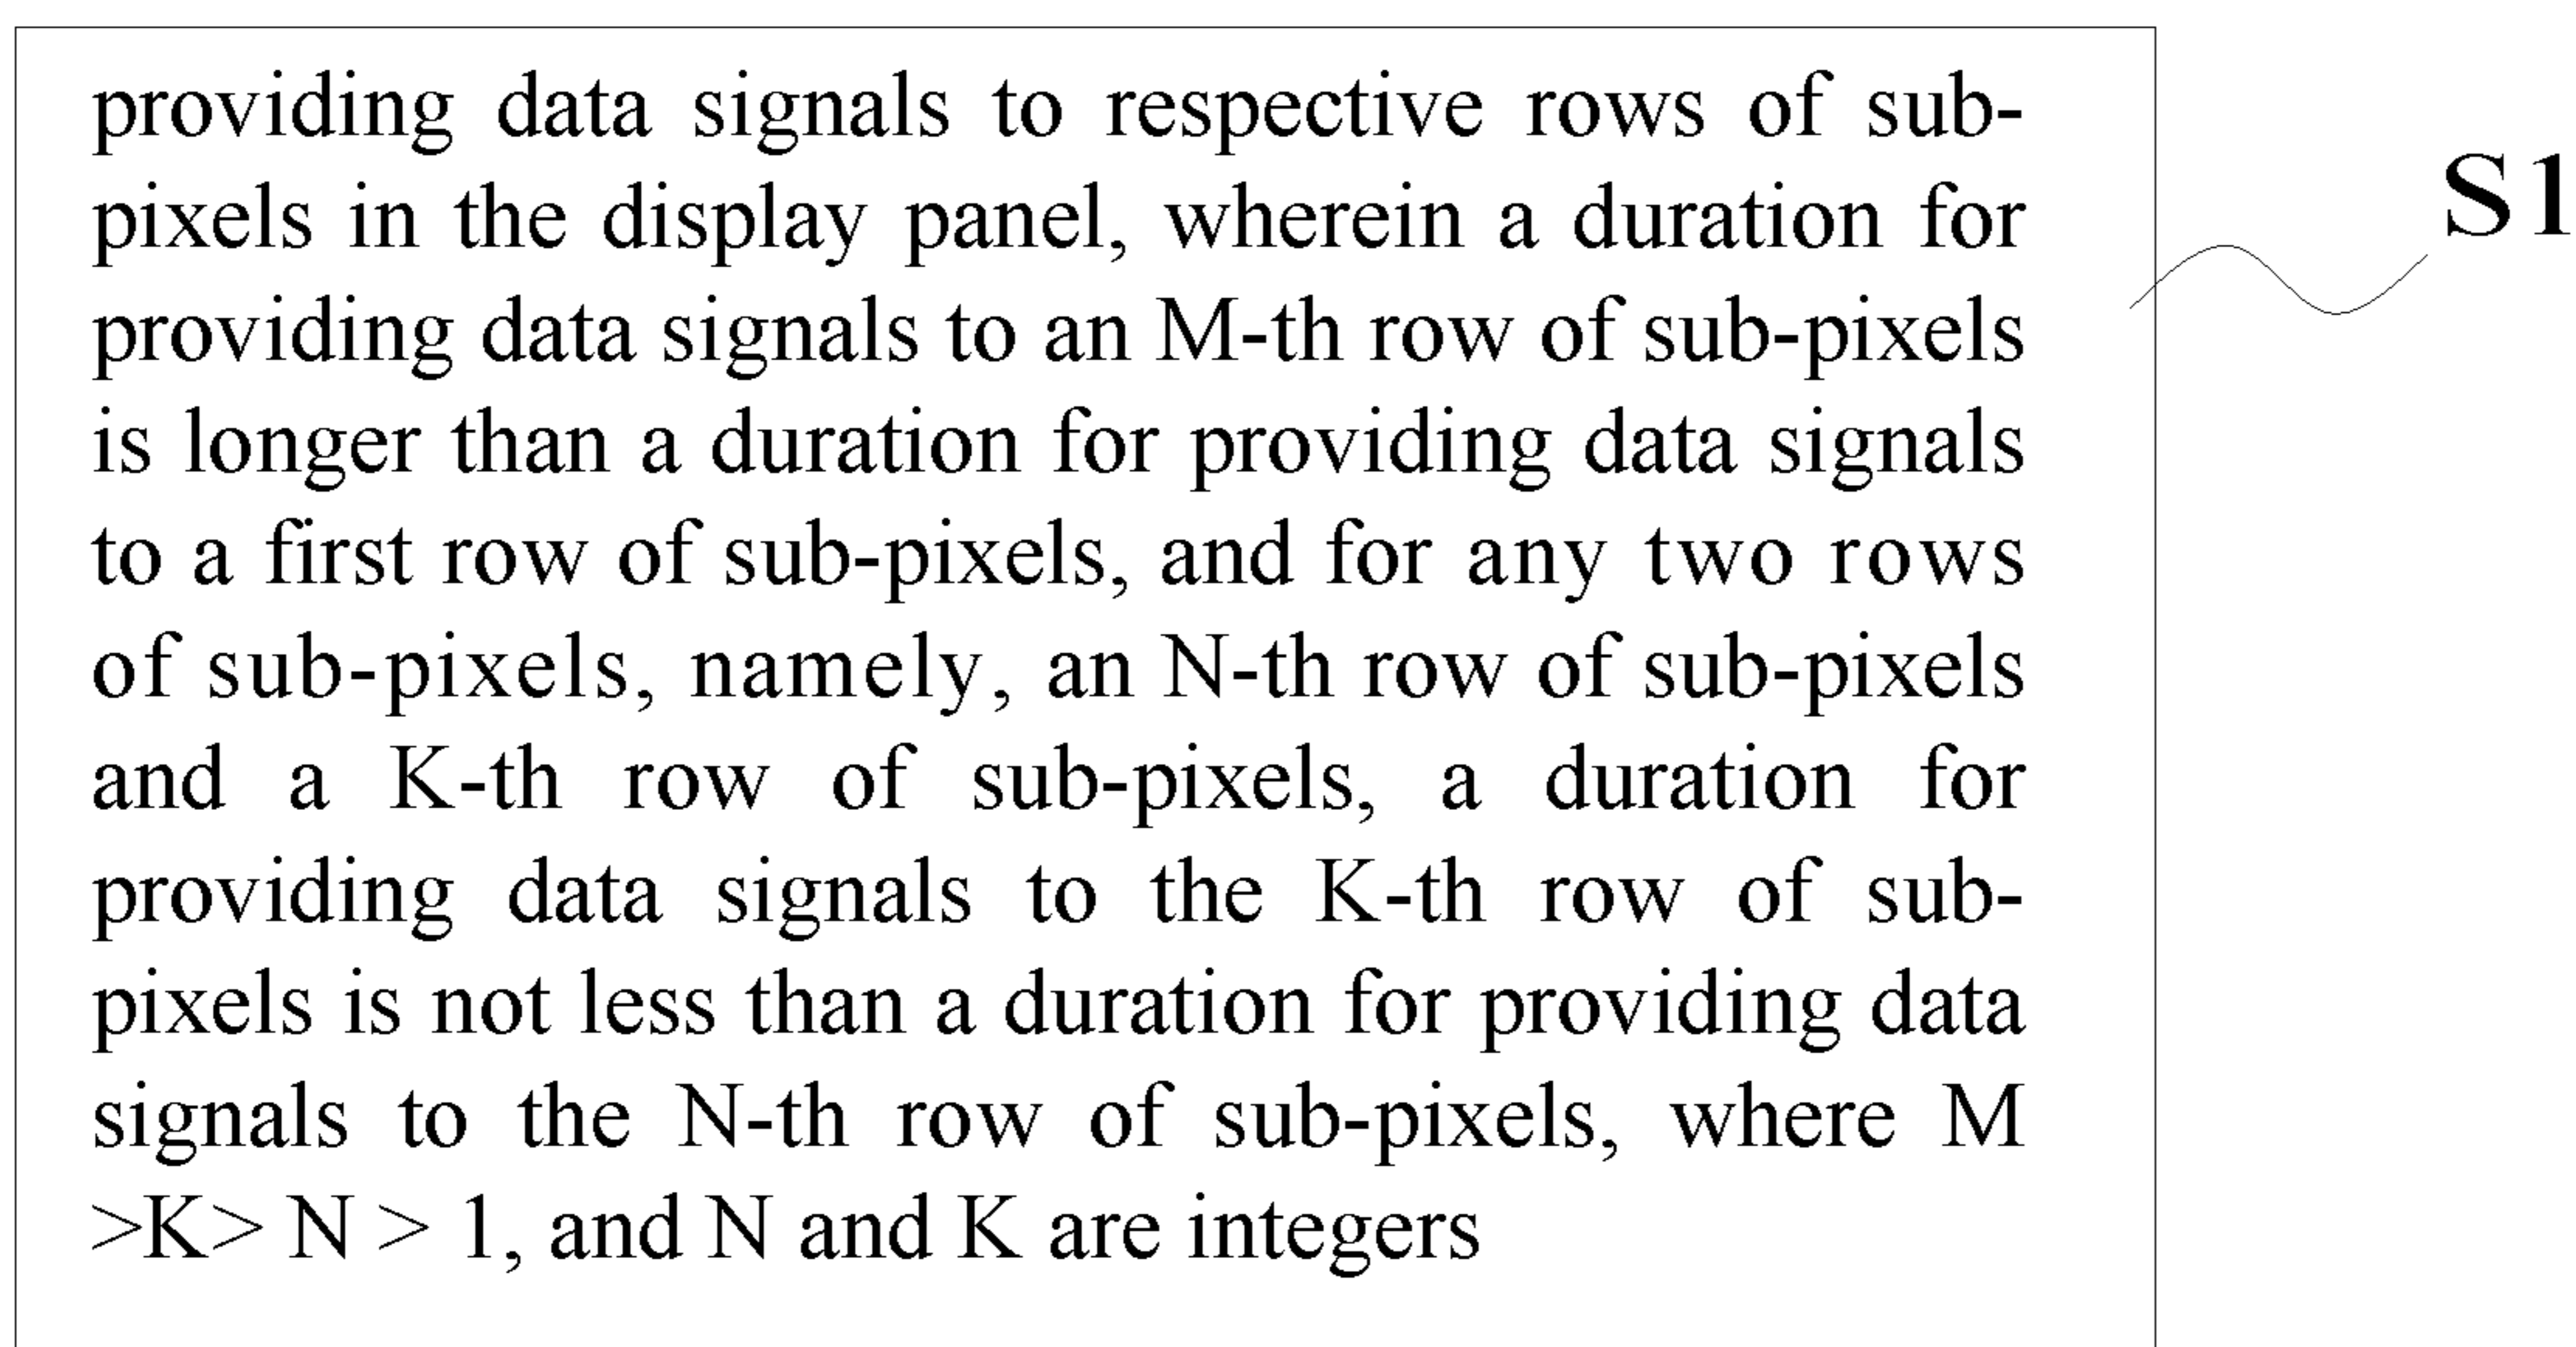 providing data signals to respective rows of sub-
pixels in the display panel, wherein a duration for
providing data signals to an M-th row of sub-pixels
is longer than a duration for providing data signals
to a first row of sub-pixels, and for any two rows
of sub-pixels, namely, an N-th row of sub-pixels
and a K-th row of sub-pixels, a duration for
providing data signals to the K-th row of sub-
pixels is not less than a duration for providing data
signals to the N-th row of sub-pixels, where M
>K> N > 1, and N and K are integers
S1